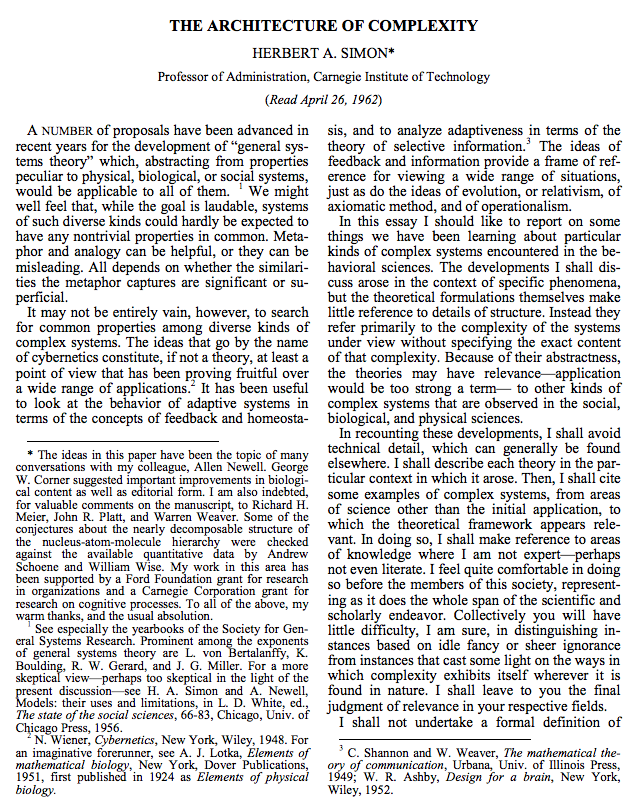 THE ARCHITECTURE OF COMPLEXITY
HERBERT A. SIMON*
Professor of Administration, Carnegie Institute of Technology
(Read April 26, 1962)
A NUMBER of proposals have been advanced in
recent years for the development of “general sys-
tems theory” which, abstracting from properties
peculiar to physical, biological, or social systems,
would be applicable to all of them. 1 We might
well feel that, while the goal is laudable, systems
of such diverse kinds could hardly be expected to
have any nontrivial properties in common. Meta-
phor and analogy can be helpful, or they can be
misleading. All depends on whether the similari-
ties the metaphor captures are significant or su-
perficial.
It may not be entirely vain, however, to search
for common properties among diverse kinds of
complex systems. The ideas that go by the name
of cybernetics constitute, if not a theory, at least a
point of view that has been proving fruitful over
a wide range of applications.2 It has been useful
to look at the behavior of adaptive systems in
terms of the concepts of feedback and homeosta-
* The ideas in this paper have been the topic of many
conversations with my colleague, Allen Newell. George
W. Corner suggested important improvements in biologi-
cal content as well as editorial form. I am also indebted,
for valuable comments on the manuscript, to Richard H.
Meier, John R. Platt, and Warren Weaver. Some of the
conjectures about the nearly decomposable structure of
the nucleus-atom-molecule hierarchy were checked
against the available quantitative data by Andrew
Schoene and William Wise. My work in this area has
been supported by a Ford Foundation grant for research
in organizations and a Carnegie Corporation grant for
research on cognitive processes. To all of the above, my
warm thanks, and the usual absolution.
1 See especially the yearbooks of the Society for Gen-
eral Systems Research. Prominent among the exponents
of general systems theory are L. von Bertalanffy, K.
Boulding, R. W. Gerard, and J. G. Miller. For a more
skeptical view—perhaps too skeptical in the light of the
present discussion—see H. A. Simon and A. Newell,
Models: their uses and limitations, in L. D. White, ed.,
The state of the social sciences, 66-83, Chicago, Univ. of
Chicago Press, 1956.
2 N. Wiener, Cybernetics, New York, Wiley, 1948. For
an imaginative forerunner, see A. J. Lotka, Elements of
mathematical biology, New York, Dover Publications,
1951, first published in 1924 as Elements of physical
biology.
sis, and to analyze adaptiveness in terms of the
theory of selective information.3 The ideas of
feedback and information provide a frame of ref-
erence for viewing a wide range of situations,
just as do the ideas of evolution, or relativism, of
axiomatic method, and of operationalism.
In this essay I should like to report on some
things we have been learning about particular
kinds of complex systems encountered in the be-
havioral sciences. The developments I shall dis-
cuss arose in the context of specific phenomena,
but the theoretical formulations themselves make
little reference to details of structure. Instead they
refer primarily to the complexity of the systems
under view without specifying the exact content
of that complexity. Because of their abstractness,
the theories may have relevance—application
would be too strong a term— to other kinds of
complex systems that are observed in the social,
biological, and physical sciences.
In recounting these developments, I shall avoid
technical detail, which can generally be found
elsewhere. I shall describe each theory in the par-
ticular context in which it arose. Then, I shall cite
some examples of complex systems, from areas
of science other than the initial application, to
which the theoretical framework appears rele-
vant. In doing so, I shall make reference to areas
of knowledge where I am not expert—perhaps
not even literate. I feel quite comfortable in doing
so before the members of this society, represent-
ing as it does the whole span of the scientific and
scholarly endeavor. Collectively you will have
little difficulty, I am sure, in distinguishing in-
stances based on idle fancy or sheer ignorance
from instances that cast some light on the ways in
which complexity exhibits itself wherever it is
found in nature. I shall leave to you the final
judgment of relevance in your respective fields.
I shall not undertake a formal definition of
3 C. Shannon and W. Weaver, The mathematical the-
ory of communication, Urbana, Univ. of Illinois Press,
1949; W. R. Ashby, Design for a brain, New York,
Wiley, 1952.